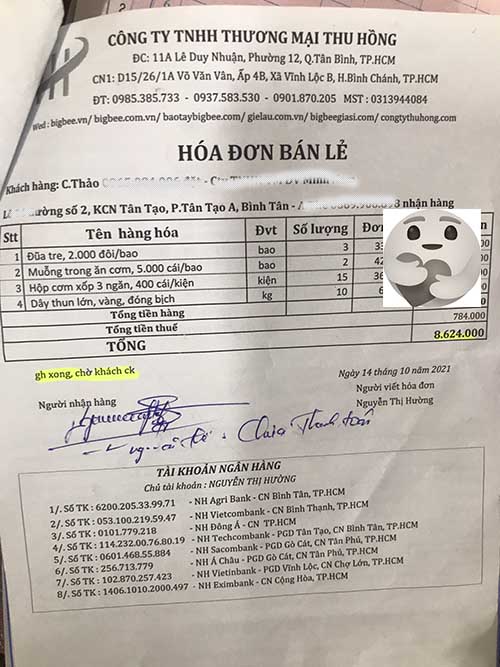 CÔNG TY TNHH THƯƠNG MẠI THU HỒNG
ĐC: 11A Lê Duy Nhuận, Phường 12, Q.Tân Bình, TP.HCM
CN1: D15/26/1A Võ Văn Vân, Ấp 4B, Xã Vĩnh Lộc B, H.Bình Chánh, TP.HCM
ĐT: 0985.385.733 - 0937.583.530 - 0901.870.205 MST : 0313944084
Wed : bigbee.vn/ bigbee.com.vn/ baotaybigbee.com/ gielau.com.vn/ bigbeegiasi.com/ congtythuhong.com
HÓA ĐƠN BÁN LẺ
Khách hàng: C.Thảo
đường số 2, KCN Tân Tạo, P.Tân Tạo A, Bình Tân - nhận hàng
Stt Tên hàng hóa Đvt Số lượng
1 Đũa tre, 2.000 đôi/bao bao 3
2 Muỗng trong ăn cơm, 5.000 cái/bao bao 2
3 Hộp cơm xốp 3 ngăn, 400 cái/kiện kiện 15
4 Dây thun lớn, vàng, đóng bịch kg 10
Tổng tiền hàng
Tổng tiền thuế 784.000
TỔNG 8.624.000
gh xong, chờ khách ck
Ngày 14 tháng 10 năm 2021
Người nhận hàng Người viết hóa đơn
Nguyễn Thị Hường
Chưa Thanh toán
TÀI KHOẢN NGÂN HÀNG
Chủ tài khoản : NGUYỄN THỊ HƯỜNG
1/. Số TK : 6200.205.33.99.71 - NH Agri Bank - CN Bình Tân, TP.HCM
2/. Số TK : 053.100.219.59.47 - NH Vietcombank - CN Bình Thạnh, TP.HCM
3/. Số TK : 0101.779.218 - NH Đông Á - CN TP.HCM
4/. Số TK : 114.232.00.76.80.19 - NH Techcombank - PGD Tân Tạo, CN Bình Tân, TP.HCM
5/. Số TK : 0601.468.55.884 - NH Sacombank - PGD Gò Cát, CN Tân Phú, TP.HCM
6/. Số TK : 256.713.779 - NH Á Châu - PGD Gò Cát, CN Tân Phú, TP.HCM
7/. Số TK : 102.870.257.423 - NH Vietinbank - PGD Vĩnh Lộc, CN Chợ Lớn, TP.HCM
8/. Số TK : 1406.1010.2000.497 - NH Eximbank - CN Cộng Hòa, TP.HCM